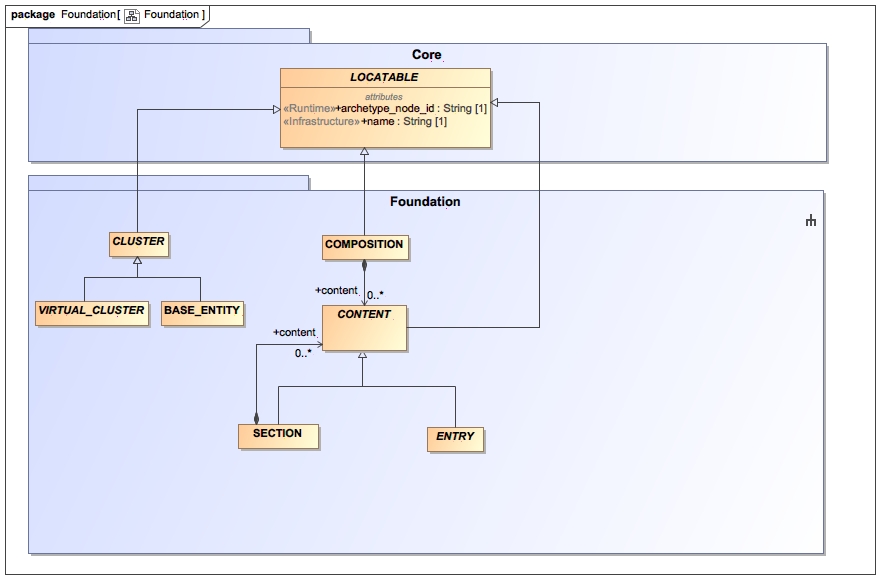 package Foundation[ Foundation ]
Core
LOCATABLE
attributes
«Runtime»+archetype_node_id : String [1]
«Infrastructure»+name : String [1]
Foundation
CLUSTER
COMPOSITION
+content
0..*
VIRTUAL_CLUSTER
BASE_ENTITY
CONTENT
+content
0..*
SECTION
ENTRY